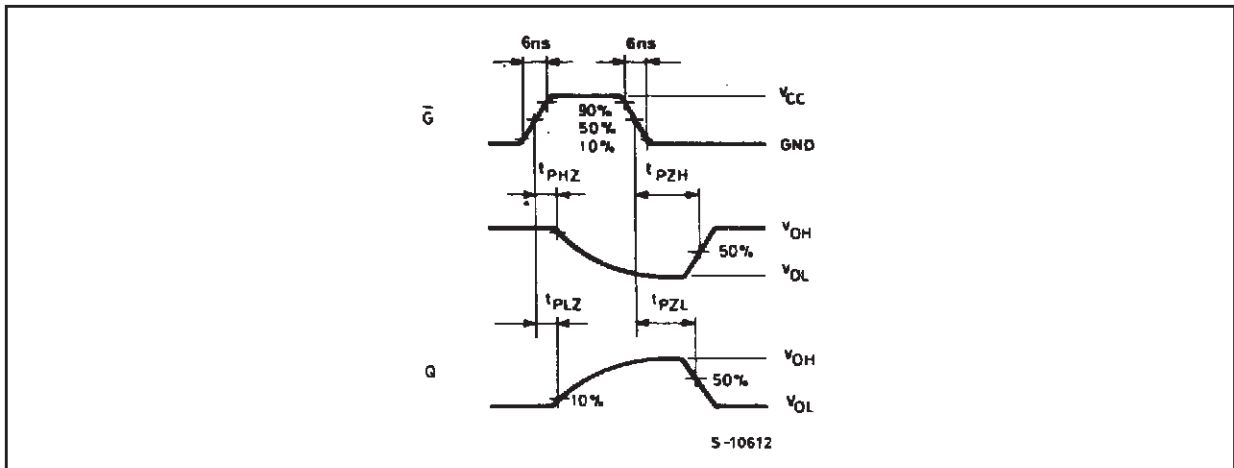 6ns 6ns
VCC
G̅
90%
50%
10%
GND
tPHZ tPZH
VOH
50%
VOL
tPLZ tPZL
VOH
Q
50%
10%
VOL
S-10612